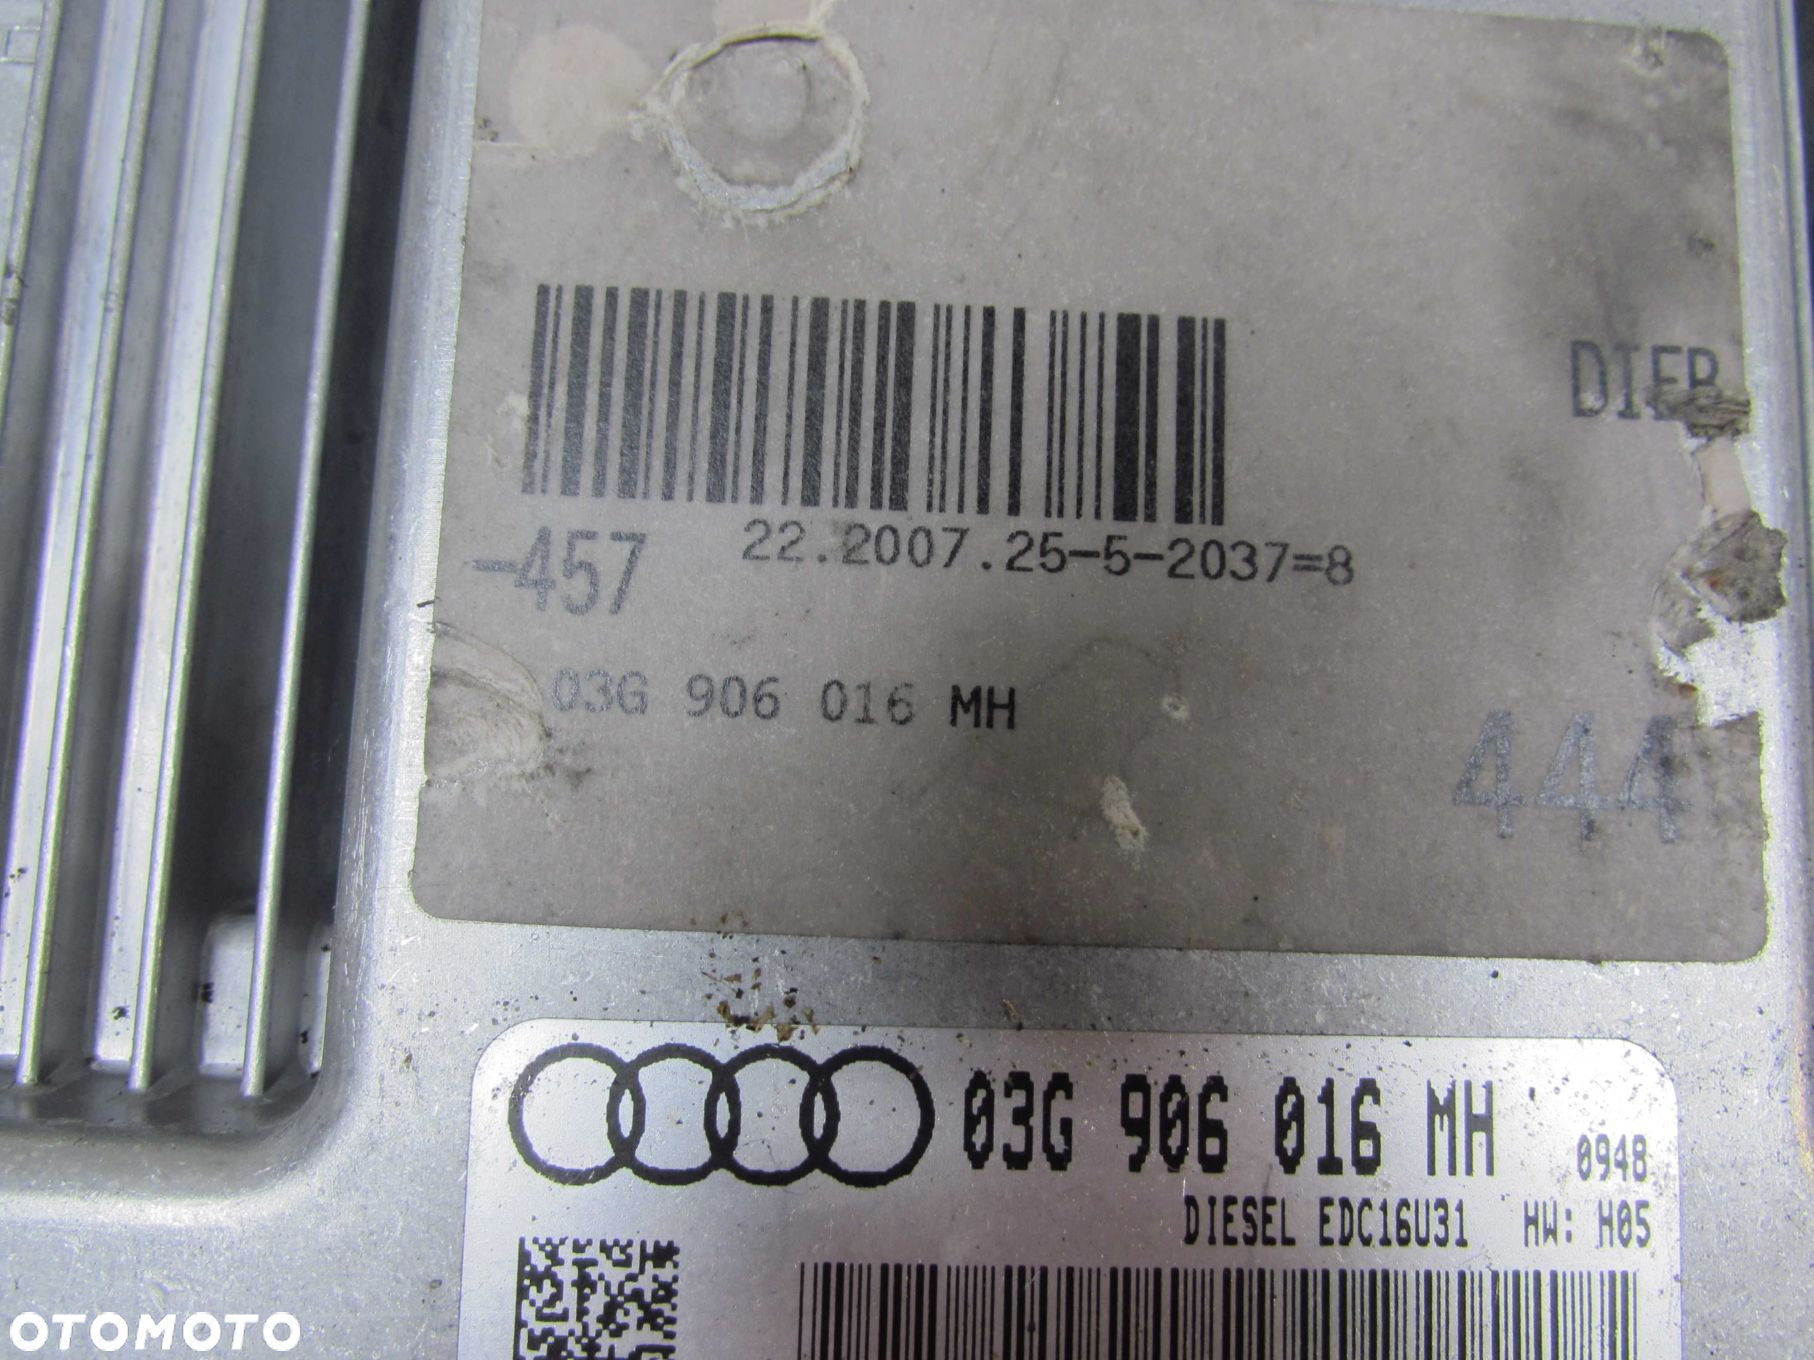 DIEB
22.2007.25-5-2037=8
-457
03G 906 016 MH
444
03G 906 016 MH 0948
DIESEL EDC16U31 HW: H05
OTOMOTO